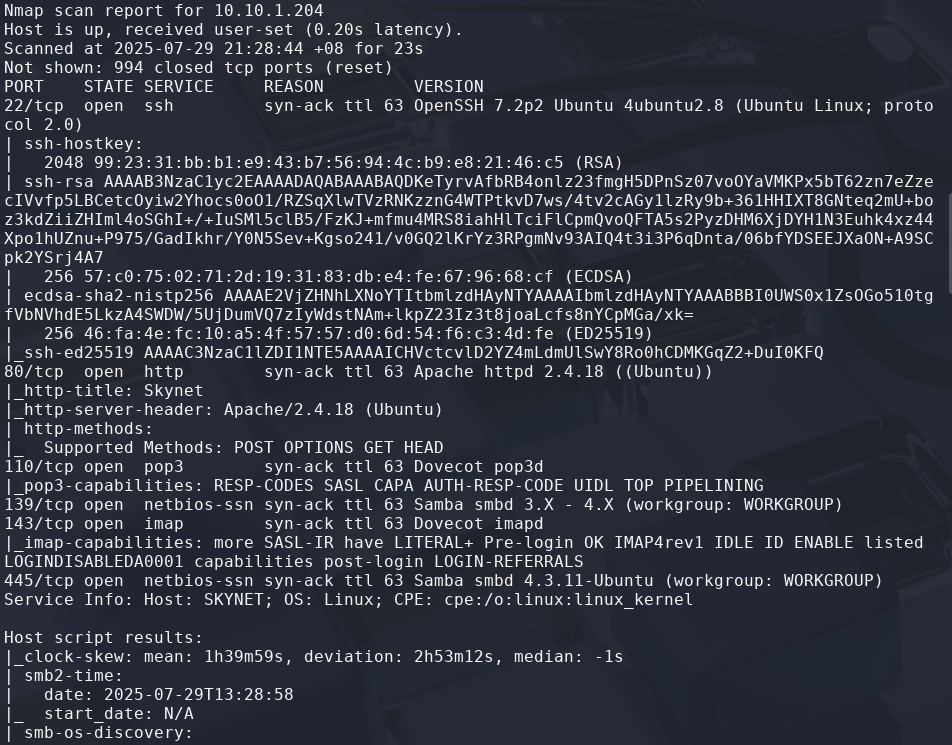 Nmap scan report for 10.10.1.204
Host is up, received user-set (0.20s latency).
Scanned at 2025-07-29 21:28:44 +08 for 23s
Not shown: 994 closed tcp ports (reset)
PORT    STATE SERVICE     REASON         VERSION
22/tcp  open  ssh         syn-ack ttl 63 OpenSSH 7.2p2 Ubuntu 4ubuntu2.8 (Ubuntu Linux; proto
col 2.0)
| ssh-hostkey:
|   2048 99:23:31:bb:b1:e9:43:b7:56:94:4c:b9:e8:21:46:c5 (RSA)
| ssh-rsa AAAAB3NzaC1yc2EAAAADAQABAAABAQDKeTyrvAfbRB4onlz23fmgH5DPnSz07voOYaVMKPx5bT62zn7eZze
cIVvfp5LBCetcOyiw2Yhocs0oO1/RZSqXlwTVzRNKzznG4WTPtkvD7ws/4tv2cAGy1lzRy9b+361HHIXT8GNteq2mU+bo
z3kdZiiZHIml4oSGhI+/+IuSMl5clB5/FzKJ+mfmu4MRS8iahHlTciFlCpmQvoQFTA5s2PyzDHM6XjDYH1N3Euhk4xz44
Xpo1hUZnu+P975/GadIkhr/Y0N5Sev+Kgso241/v0GQ2lKrYz3RPgmNv93AIQ4t3i3P6qDnta/06bfYDSEEJXaON+A9SC
pk2YSrj4A7
|   256 57:c0:75:02:71:2d:19:31:83:db:e4:fe:67:96:68:cf (ECDSA)
| ecdsa-sha2-nistp256 AAAAE2VjZHNhLXNoYTItbmlzdHAyNTYAAAAIbmlzdHAyNTYAAABBBI0UWS0x1ZsOGo510tg
fVbNVhdE5LkzA4SWDW/5UjDumVQ7zIyWdstNAm+lkpZ23Iz3t8joaLcfs8nYCpMGa/xk=
|   256 46:fa:4e:fc:10:a5:4f:57:57:d0:6d:54:f6:c3:4d:fe (ED25519)
|_ssh-ed25519 AAAAC3NzaC1lZDI1NTE5AAAAICHVctcvlD2YZ4mLdmUlSwY8Ro0hCDMKGqZ2+DuI0KFQ
80/tcp  open  http        syn-ack ttl 63 Apache httpd 2.4.18 ((Ubuntu))
|_http-title: Skynet
|_http-server-header: Apache/2.4.18 (Ubuntu)
| http-methods:
|_  Supported Methods: POST OPTIONS GET HEAD
110/tcp open  pop3        syn-ack ttl 63 Dovecot pop3d
|_pop3-capabilities: RESP-CODES SASL CAPA AUTH-RESP-CODE UIDL TOP PIPELINING
139/tcp open  netbios-ssn syn-ack ttl 63 Samba smbd 3.X - 4.X (workgroup: WORKGROUP)
143/tcp open  imap        syn-ack ttl 63 Dovecot imapd
|_imap-capabilities: more SASL-IR have LITERAL+ Pre-login OK IMAP4rev1 IDLE ID ENABLE listed
LOGINDISABLEDA0001 capabilities post-login LOGIN-REFERRALS
445/tcp open  netbios-ssn syn-ack ttl 63 Samba smbd 4.3.11-Ubuntu (workgroup: WORKGROUP)
Service Info: Host: SKYNET; OS: Linux; CPE: cpe:/o:linux:linux_kernel

Host script results:
|_clock-skew: mean: 1h39m59s, deviation: 2h53m12s, median: -1s
| smb2-time:
|   date: 2025-07-29T13:28:58
|_  start_date: N/A
| smb-os-discovery: